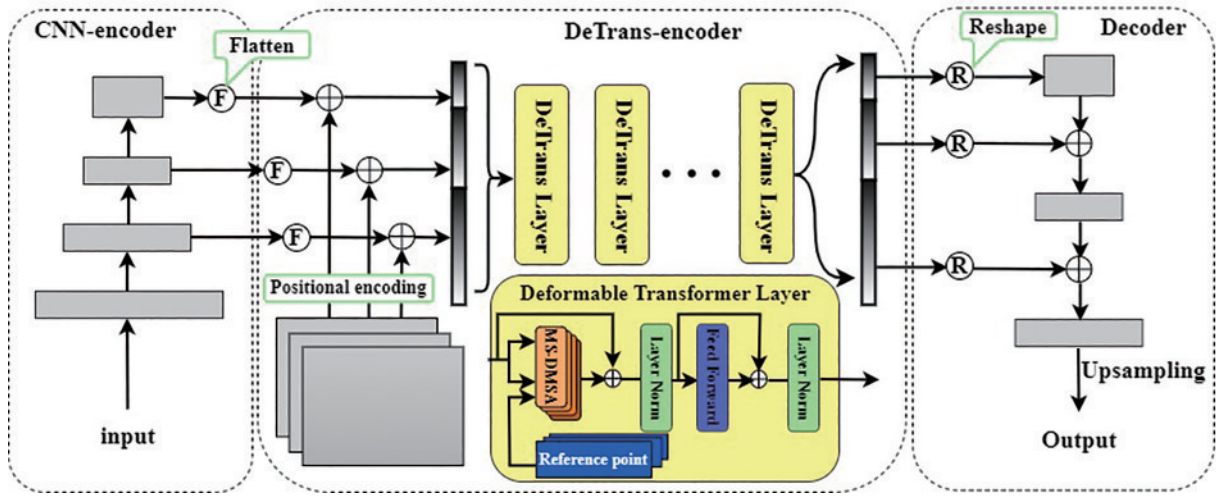 CNN-encoder
DeTrans-encoder
Decoder
Flatten
Reshape
F
F
F
Positional encoding
input
DeTrans Layer
DeTrans Layer
• • •
DeTrans Layer
Deformable Transformer Layer
MS-DMSA
Layer Norm
Feed Forward
Layer Norm
Reference point
R
R
R
Upsampling
Output